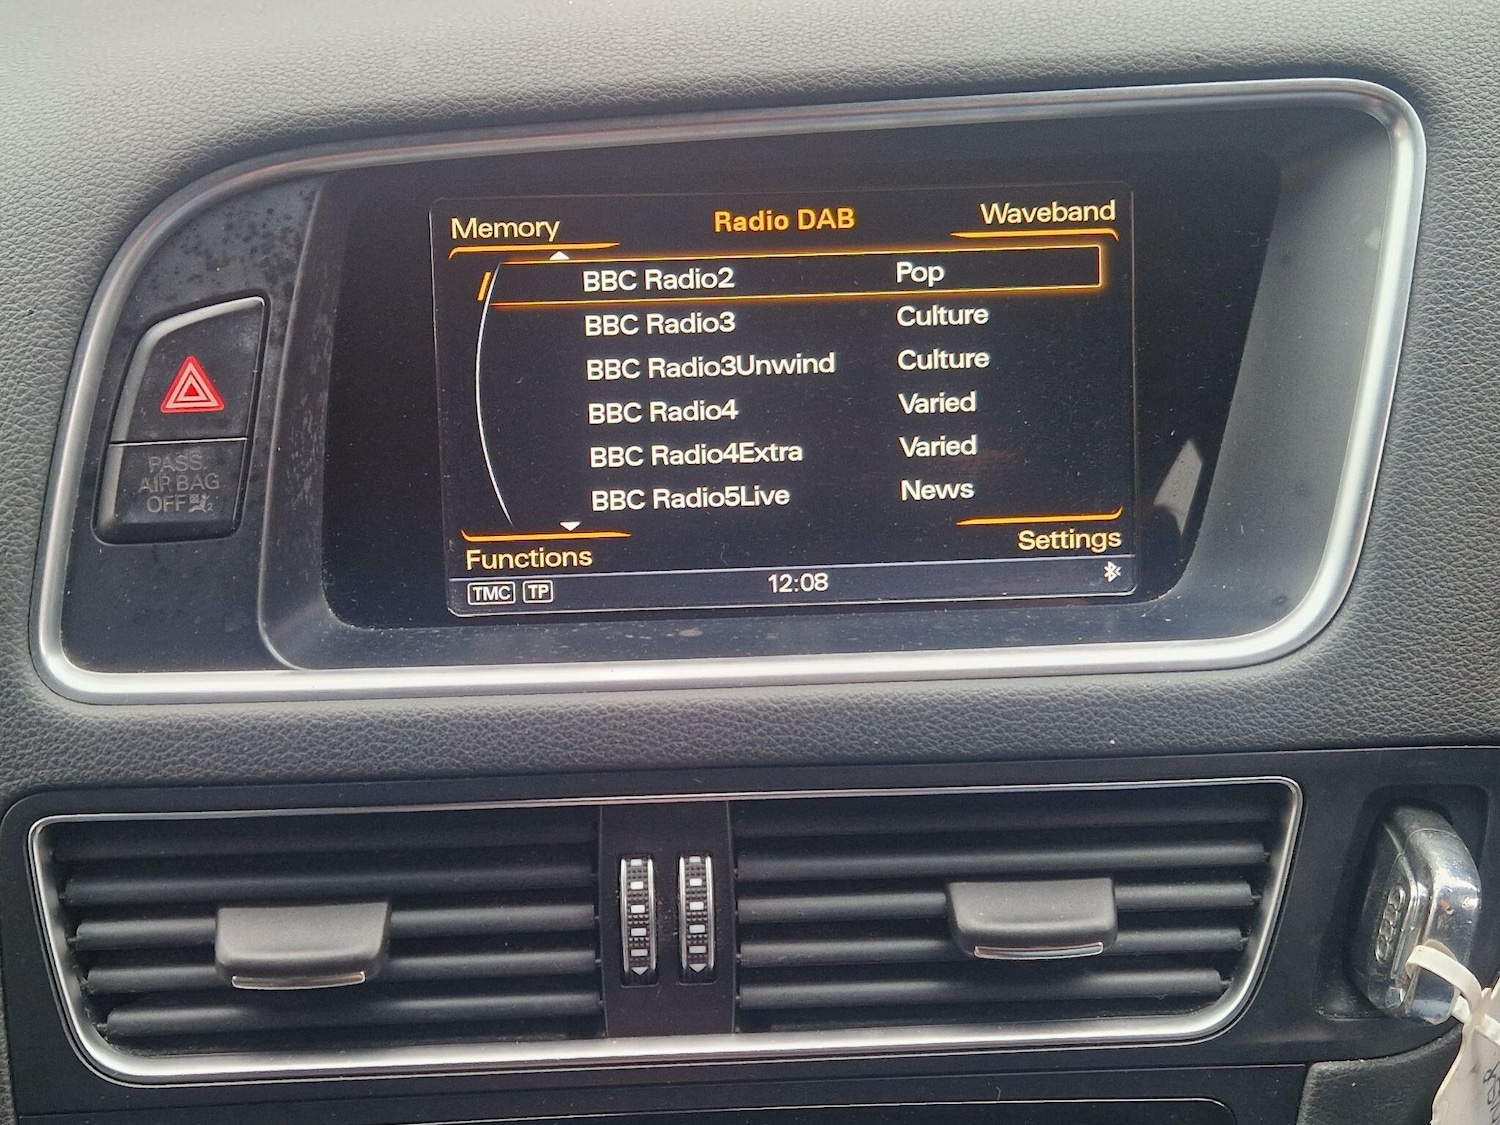 Memory Radio DAB Waveband
BBC Radio2 Pop
BBC Radio3 Culture
BBC Radio3Unwind Culture
BBC Radio4 Varied
BBC Radio4Extra Varied
BBC Radio5Live News
Functions Settings
TMC TP 12:08
PASS.
AIR BAG
OFF